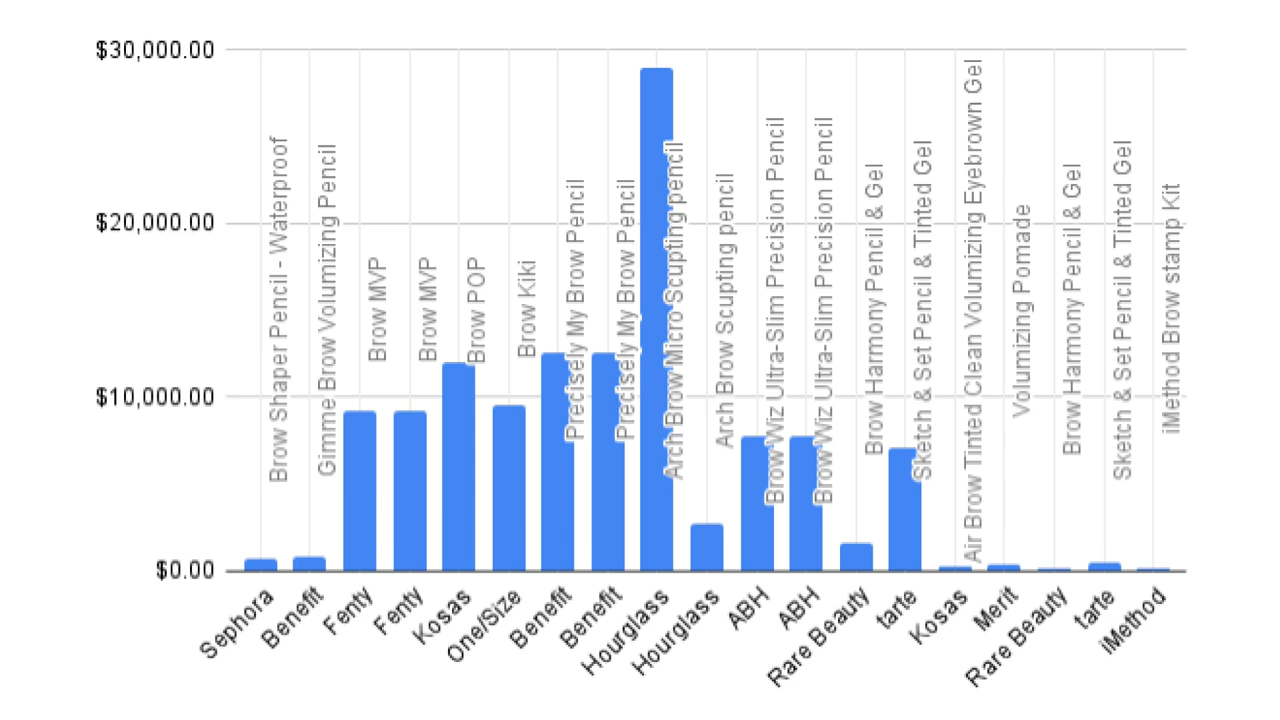 $30,000.00
$20,000.00
$10,000.00
$0.00
Brow Shaper Pencil - Waterproof
Gimme Brow Volumizing Pencil
Brow MVP
Brow MVP
Brow POP
Brow Kiki
Precisely My Brow Pencil
Precisely My Brow Pencil
Arch Brow Micro Scupting pencil
Arch Brow Scupting pencil
Brow Wiz Ultra-Slim Precision Pencil
Brow Wiz Ultra-Slim Precision Pencil
Brow Harmony Pencil & Gel
Sketch & Set Pencil & Tinted Gel
Air Brow Tinted Clean Volumizing Eyebrown Gel
Volumizing Pomade
Brow Harmony Pencil & Gel
Sketch & Set Pencil & Tinted Gel
iMethod Brow stamp Kit
Sephora
Benefit
Fenty
Fenty
Kosas
One/Size
Benefit
Benefit
Hourglass
Hourglass
ABH
ABH
Rare Beauty
tarte
Kosas
Merit
Rare Beauty
tarte
iMethod